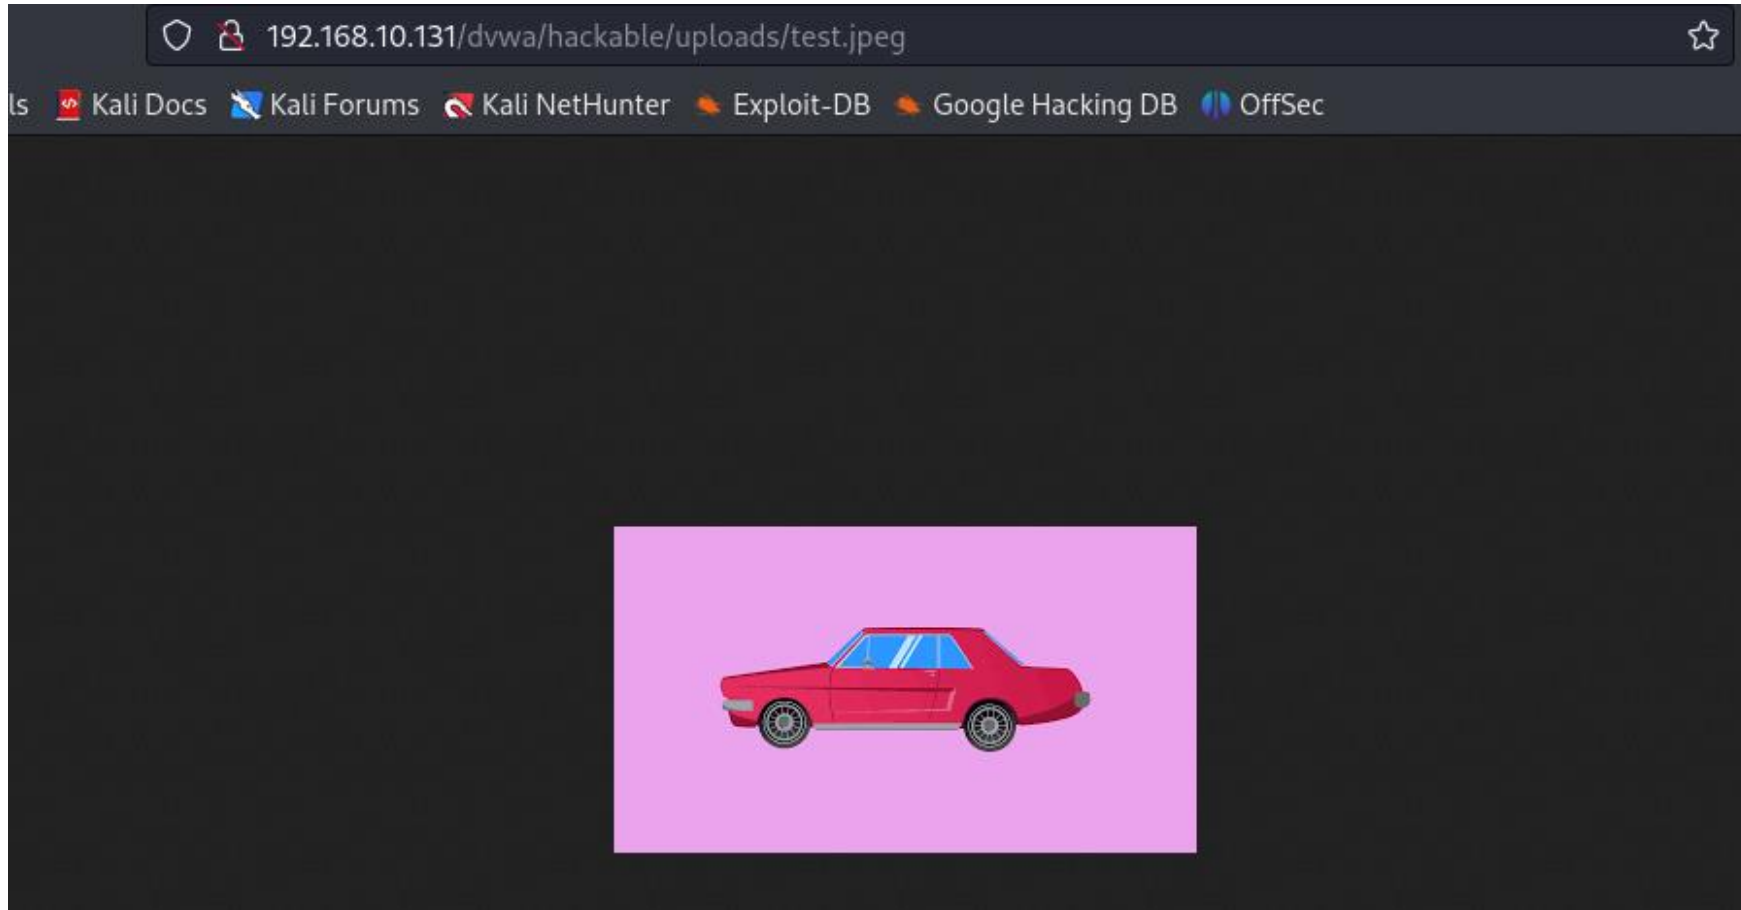 192.168.10.131/dvwa/hackable/uploads/test.jpeg
ls Kali Docs Kali Forums Kali NetHunter Exploit-DB Google Hacking DB OffSec